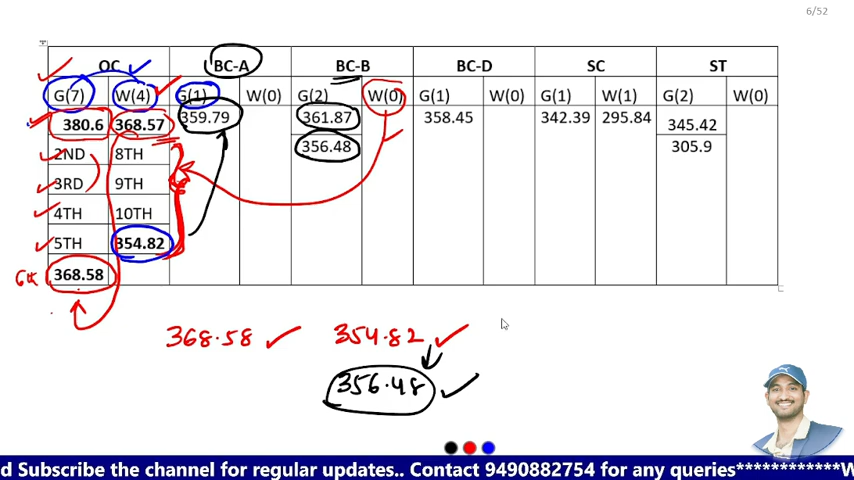 6/52
OC BC-A BC-B BC-D SC ST
G(7) W(4) G(1) W(0) G(2) W(0) G(1) W(0) G(1) W(1) G(2) W(0)
380.6 368.57 359.79 361.87 358.45 342.39 295.84 345.42
2ND 8TH 356.48 305.9
3RD 9TH
4TH 10TH
5TH 354.82
368.58
368.58 354.82
356.48
d Subscribe the channel for regular updates.. Contact 9490882754 for any queries************W